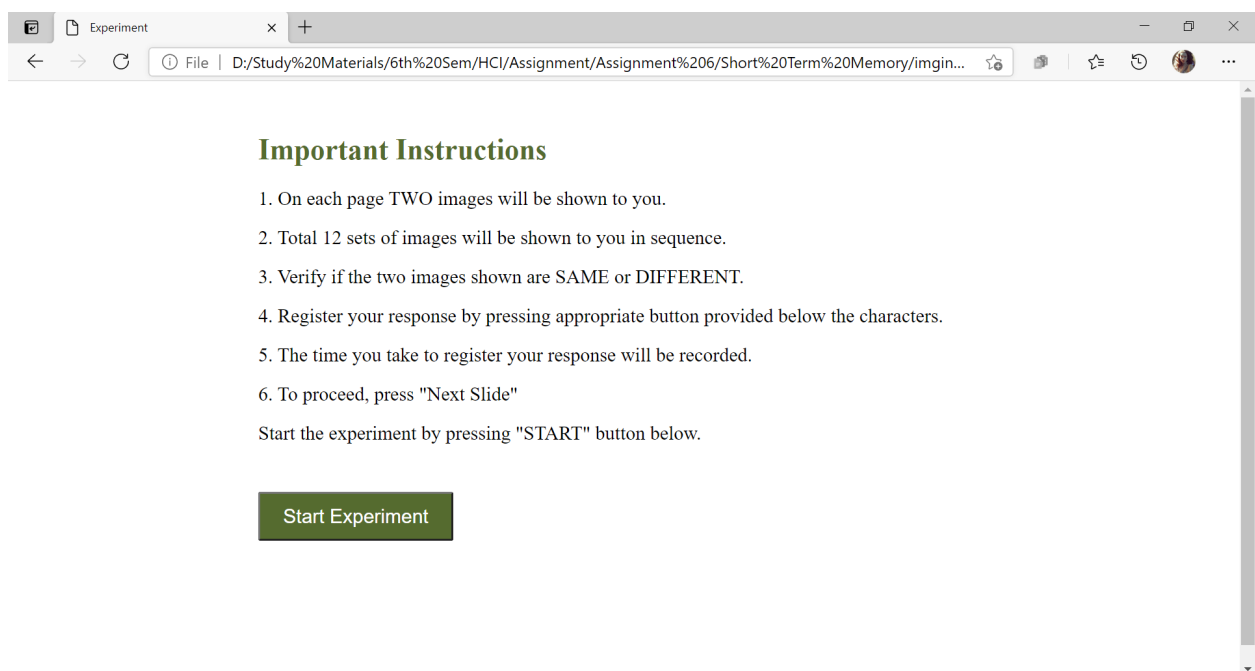 Experiment
File
D:/Study%20Materials/6th%20Sem/HCI/Assignment/Assignment%206/Short%20Term%20Memory/imgin...
Important Instructions
1. On each page TWO images will be shown to you.
2. Total 12 sets of images will be shown to you in sequence.
3. Verify if the two images shown are SAME or DIFFERENT.
4. Register your response by pressing appropriate button provided below the characters.
5. The time you take to register your response will be recorded.
6. To proceed, press "Next Slide"
Start the experiment by pressing "START" button below.
Start Experiment